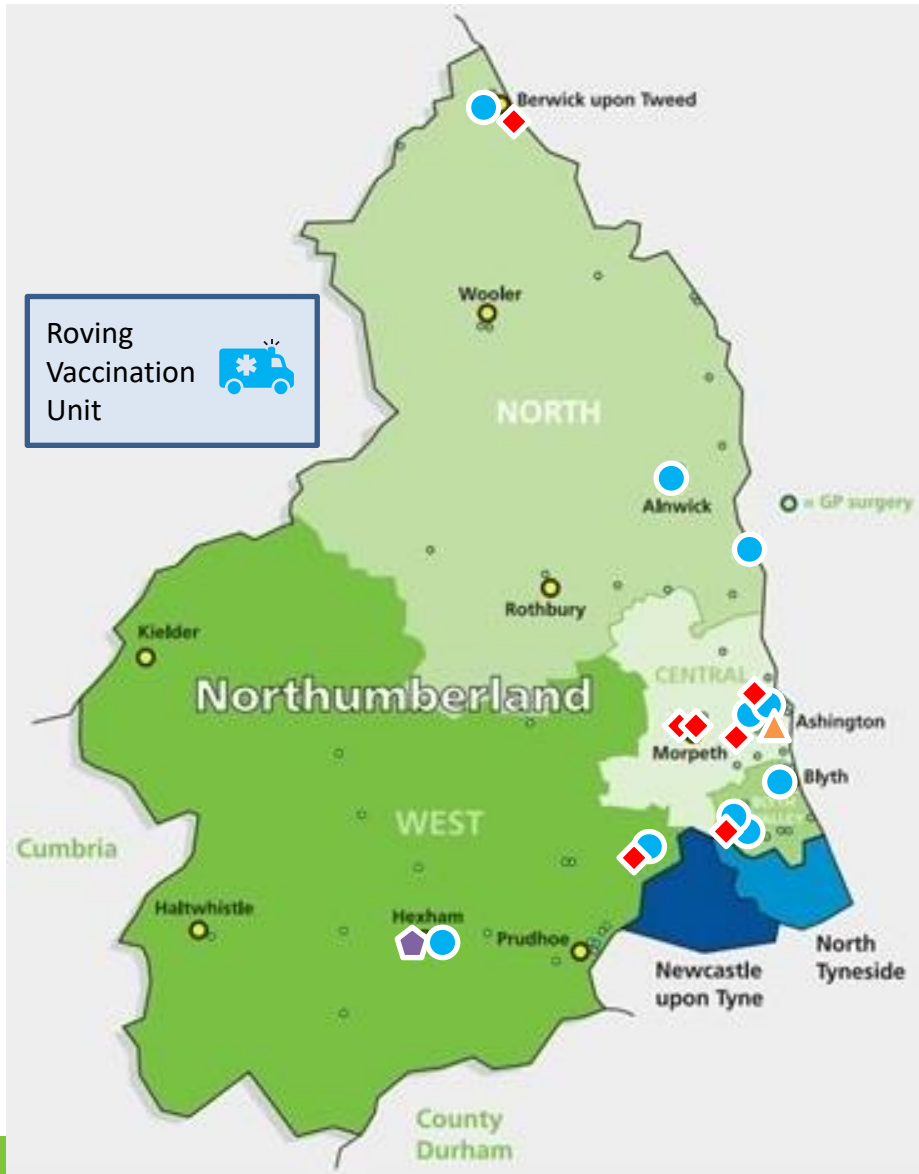 Berwick upon Tweed
Wooler
Roving
Vaccination
Unit
NORTH
Alnwick
= GP surgery
Rothbury
Kielder
CENTRAL
Northumberland
Ashington
Morpeth
Blyth
WEST
Cumbria
Haltwhistle
Hexham
Prudhoe
North
Tyneside
Newcastle
upon Tyne
County
Durham